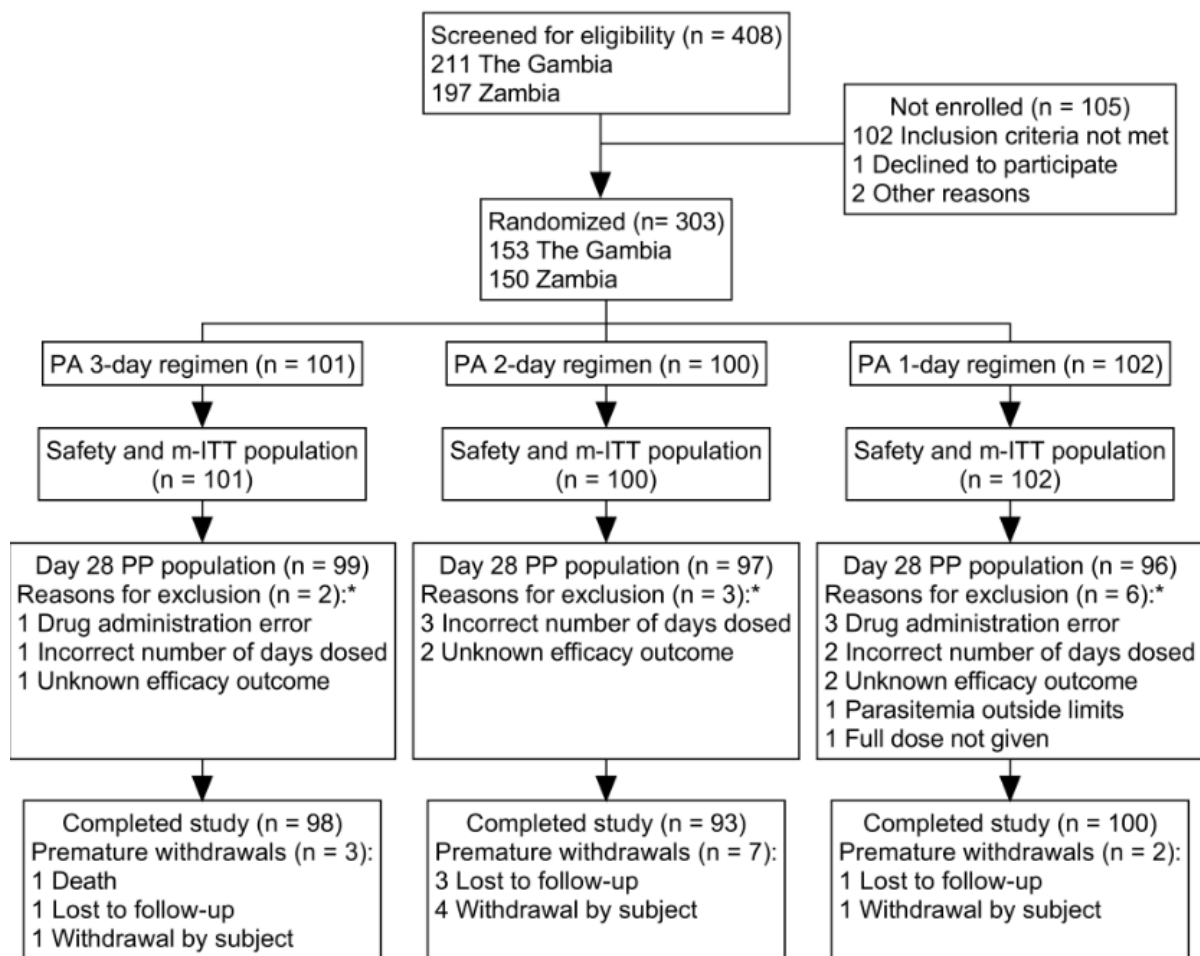 Screened for eligibility (n = 408)
211 The Gambia
197 Zambia
Not enrolled (n = 105)
102 Inclusion criteria not met
1 Declined to participate
2 Other reasons
Randomized (n= 303)
153 The Gambia
150 Zambia
PA 3-day regimen (n = 101)
PA 2-day regimen (n = 100)
PA 1-day regimen (n = 102)
Safety and m-ITT population
(n = 101)
Safety and m-ITT population
(n = 100)
Safety and m-ITT population
(n = 102)
Day 28 PP population (n = 99)
Reasons for exclusion (n = 2):*
1 Drug administration error
1 Incorrect number of days dosed
1 Unknown efficacy outcome
Day 28 PP population (n = 97)
Reasons for exclusion (n = 3):*
3 Incorrect number of days dosed
2 Unknown efficacy outcome
Day 28 PP population (n = 96)
Reasons for exclusion (n = 6):*
3 Drug administration error
2 Incorrect number of days dosed
2 Unknown efficacy outcome
1 Parasitemia outside limits
1 Full dose not given
Completed study (n = 98)
Premature withdrawals (n = 3):
1 Death
1 Lost to follow-up
1 Withdrawal by subject
Completed study (n = 93)
Premature withdrawals (n = 7):
3 Lost to follow-up
4 Withdrawal by subject
Completed study (n = 100)
Premature withdrawals (n = 2):
1 Lost to follow-up
1 Withdrawal by subject